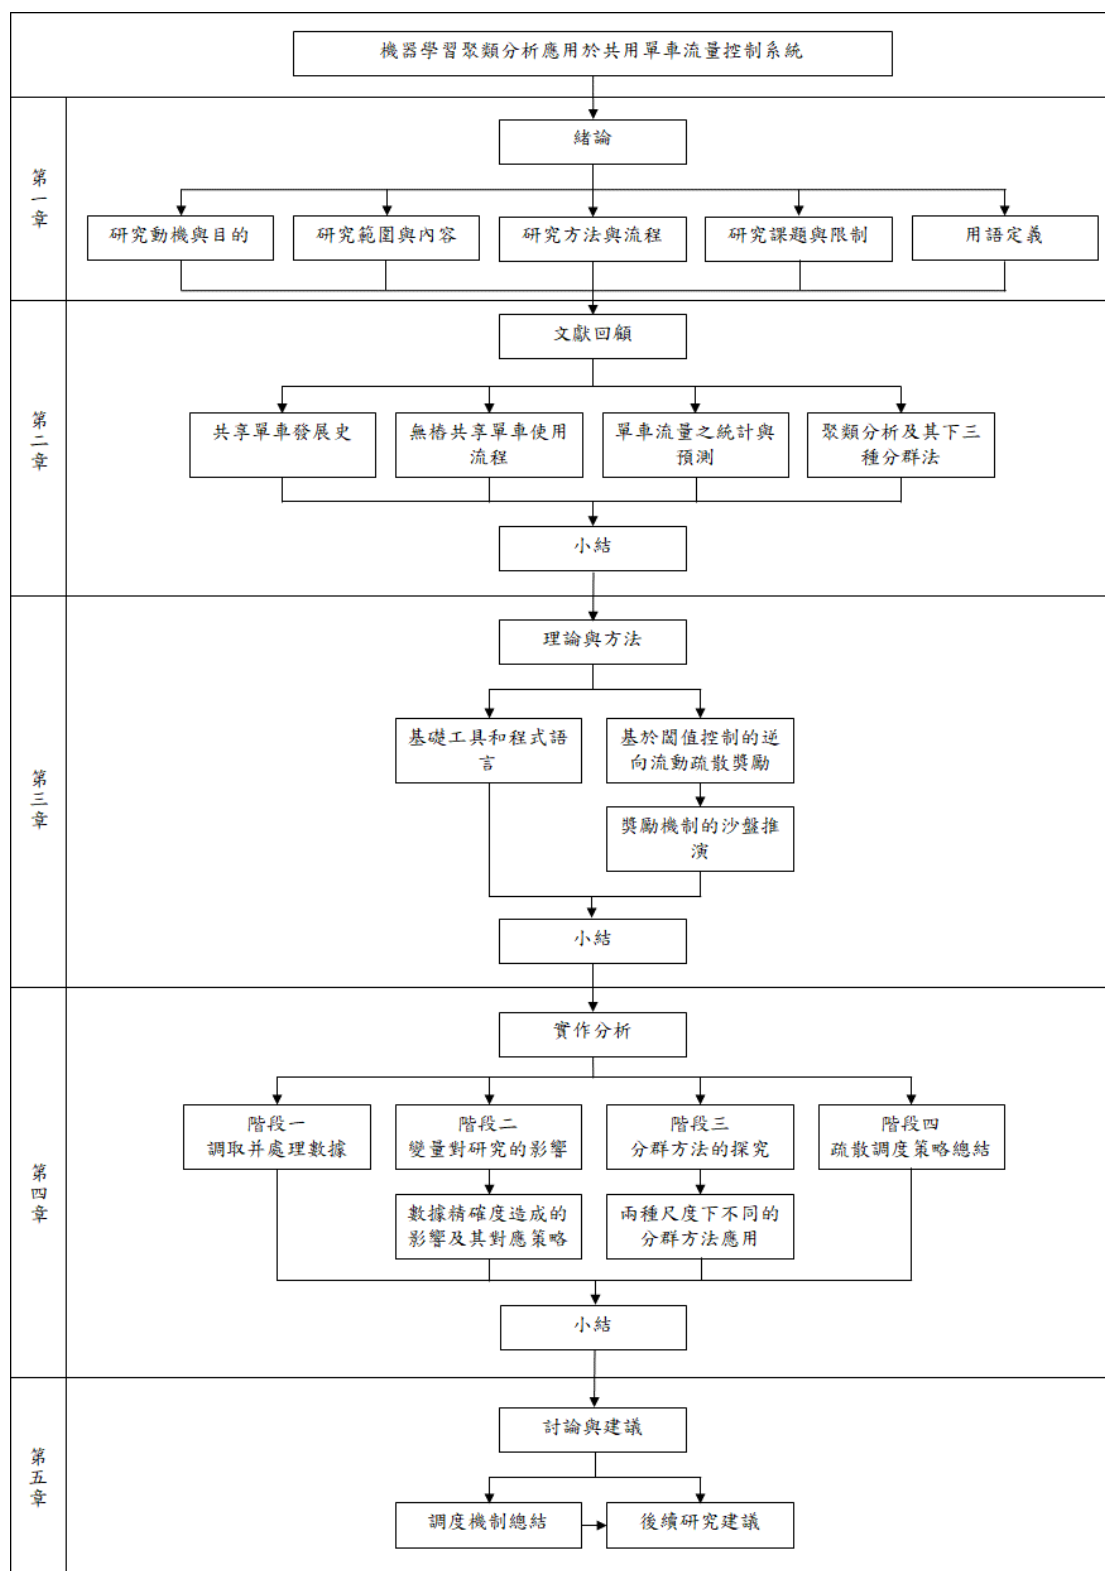 機器學習聚類分析應用於共用單車流量控制系統
第一章
緒論
研究動機與目的
研究範圍與內容
研究方法與流程
研究課題與限制
用語定義
第二章
文獻回顧
共享單車發展史
無樁共享單車使用
流程
單車流量之統計與
預測
聚類分析及其下三
種分群法
小結
第三章
理論與方法
基礎工具和程式語
言
基於閾值控制的逆
向流動疏散獎勵
獎勵機制的沙盤推
演
小結
第四章
實作分析
階段一
調取并處理數據
階段二
變量對研究的影響
階段三
分群方法的探究
階段四
疏散調度策略總結
數據精確度造成的
影響及其對應策略
兩種尺度下不同的
分群方法應用
小結
第五章
討論與建議
調度機制總結
後續研究建議